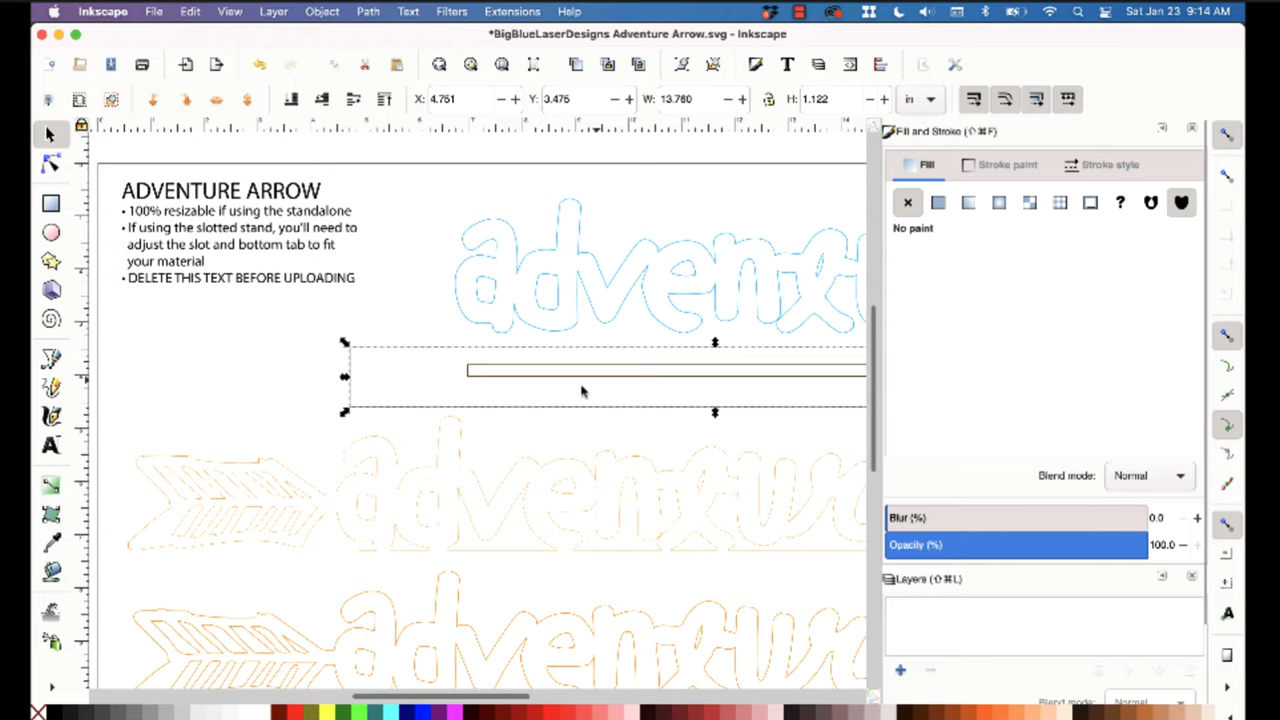 Inkscape File Edit View Layer Object Path Text Filters Extensions Help Sat Jan 23 9:14 AM
*BigBlueLaserDesigns Adventure Arrow.svg - Inkscape
X: 4.751 Y: 3.475 W: 13.760 H: 1.122 in
Fill and Stroke (⇧⌘F)
Fill Stroke paint Stroke style
No paint
ADVENTURE ARROW
• 100% resizable if using the standalone
• If using the slotted stand, you'll need to
adjust the slot and bottom tab to fit
your material
• DELETE THIS TEXT BEFORE UPLOADING
Blend mode: Normal
Blur (%) 0.0
Opacity (%) 100.0
Layers (⇧⌘L)